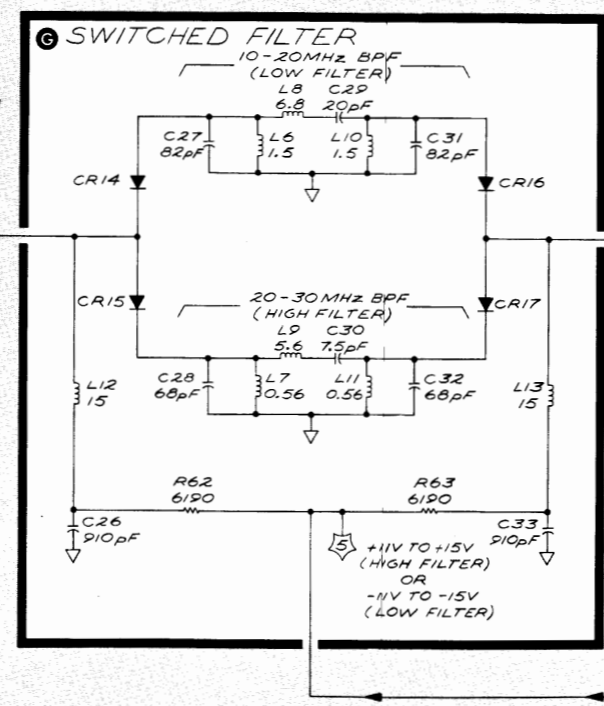 G SWITCHED FILTER
10-20MHz BPF
(LOW FILTER)
L8 C29
6.8 20pF
C27 L6 L10 C31
82pF 1.5 1.5 82pF
CR14 CR16
CR15 CR17
20-30MHz BPF
(HIGH FILTER)
L9 C30
5.6 7.5pF
C28 L7 L11 C32
68pF 0.56 0.56 68pF
L12 L13
15 15
R62 R63
6190 6190
C26 C33
910pF 910pF
5
+11V TO +15V
(HIGH FILTER)
OR
-11V TO -15V
(LOW FILTER)